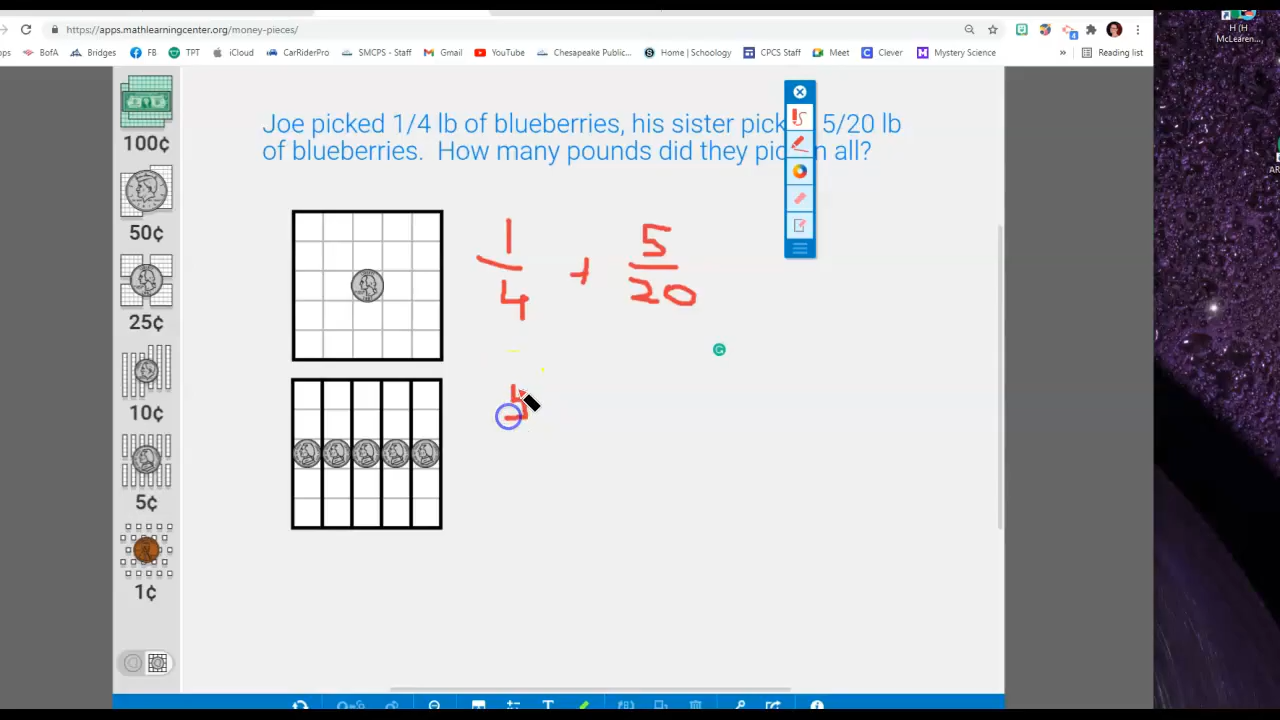 https://apps.mathlearningcenter.org/money-pieces/
BofA Bridges FB TPT iCloud CarRiderPro SMCPS - Staff Gmail YouTube Chesapeake Public... Home | Schoology CPCS Staff Meet Clever Mystery Science » Reading list
H (H
McLearen...
Joe picked 1/4 lb of blueberries, his sister 5/20 lb
of blueberries. How many pounds did they all?
100¢
50¢
25¢
10¢
5¢
1¢
1/4 + 5/20